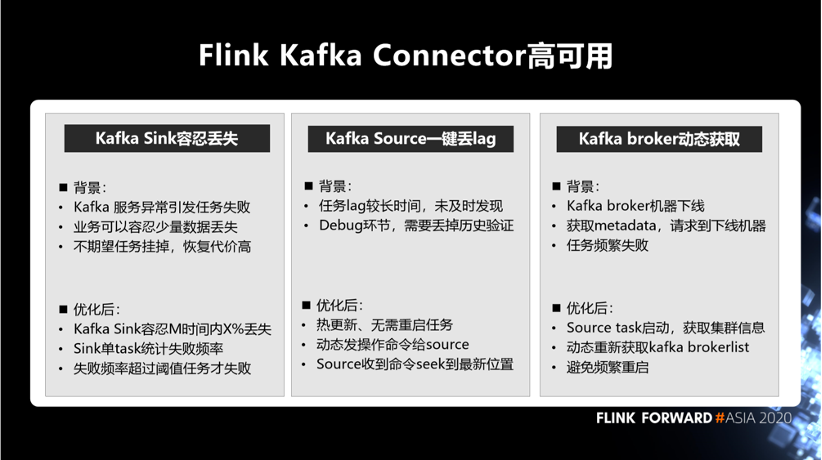 Flink Kafka Connector高可用
Kafka Sink容忍丢失
■ 背景：
• Kafka 服务异常引发任务失败
• 业务可以容忍少量数据丢失
• 不期望任务挂掉，恢复代价高
■ 优化后：
• Kafka Sink容忍M时间内X%丢失
• Sink单task统计失败频率
• 失败频率超过阈值任务才失败
Kafka Source一键丢lag
■ 背景：
• 任务lag较长时间，未及时发现
• Debug环节，需要丢掉历史验证
■ 优化后：
• 热更新、无需重启任务
• 动态发操作命令给source
• Source收到命令seek到最新位置
Kafka broker动态获取
■ 背景：
• Kafka broker机器下线
• 获取metadata，请求到下线机器
• 任务频繁失败
■ 优化后：
• Source task启动，获取集群信息
• 动态重新获取kafka brokerlist
• 避免频繁重启
FLINK FORWARD #ASIA 2020